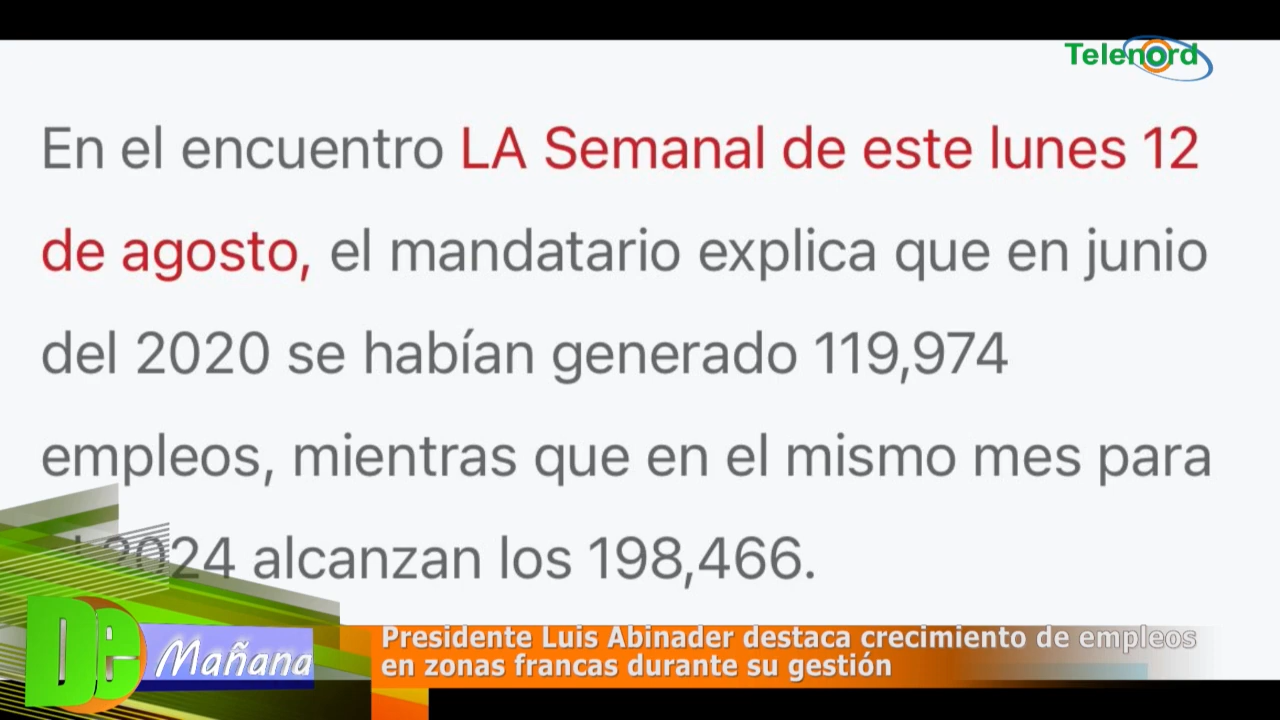 Telenord
En el encuentro LA Semanal de este lunes 12
de agosto, el mandatario explica que en junio
del 2020 se habían generado 119,974
empleos, mientras que en el mismo mes para
el 2024 alcanzan los 198,466.
De Mañana
Presidente Luis Abinader destaca crecimiento de empleos
en zonas francas durante su gestión